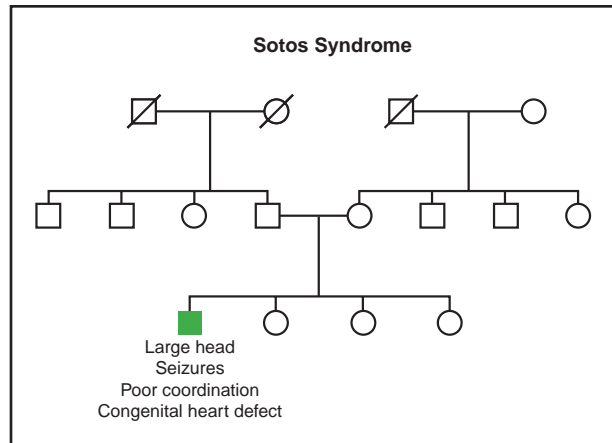 Sotos Syndrome
Large head
Seizures
Poor coordination
Congenital heart defect